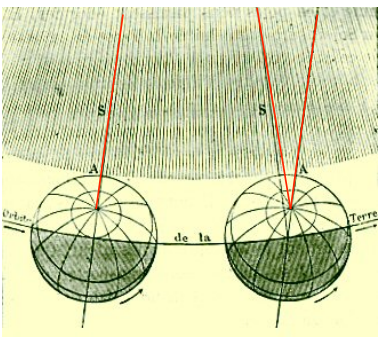 S S
A A
Orbite de la Terre